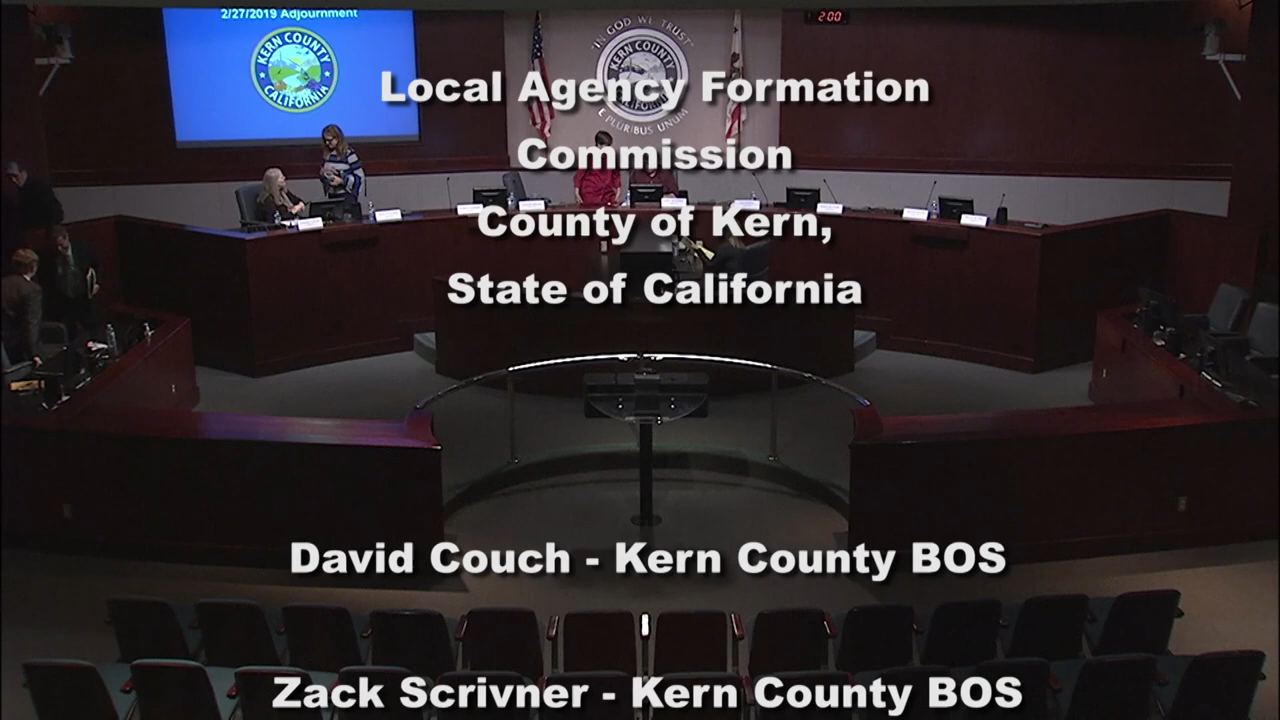 2/27/2019 Adjournment
KERN COUNTY
CALIFORNIA
IN GOD WE TRUST
KERN COUNTY
CALIFORNIA
E PLURIBUS UNUM
2:00
Local Agency Formation
Commission
County of Kern,
State of California
David Couch - Kern County BOS
Zack Scrivner - Kern County BOS